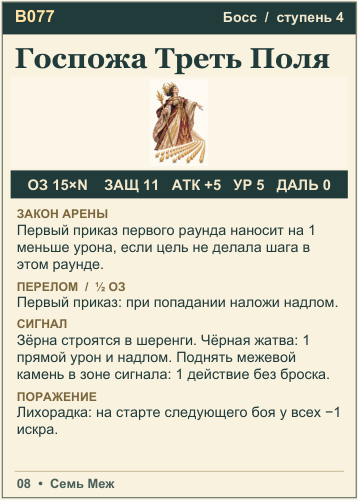 B077
Босс / ступень 4
Госпожа Треть Поля
ОЗ 15×N ЗАЩ 11 АТК +5 УР 5 ДАЛЬ 0
ЗАКОН АРЕНЫ
Первый приказ первого раунда наносит на 1
меньше урона, если цель не делала шага в
этом раунде.
ПЕРЕЛОМ / ½ ОЗ
Первый приказ: при попадании наложи надлом.
СИГНАЛ
Зёрна строятся в шеренги. Чёрная жатва: 1
прямой урон и надлом. Поднять межевой
камень в зоне сигнала: 1 действие без броска.
ПОРАЖЕНИЕ
Лихорадка: на старте следующего боя у всех −1
искра.
08 • Семь Меж